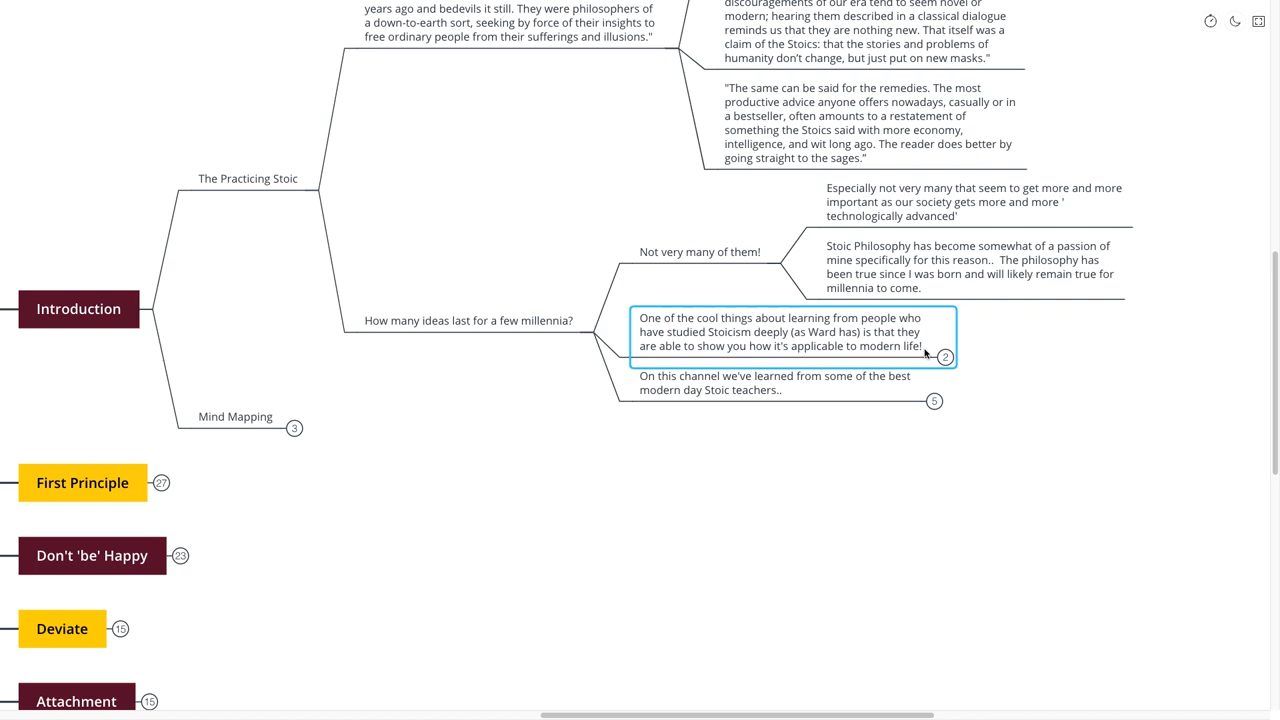 years ago and bedevils it still. They were philosophers of
a down-to-earth sort, seeking by force of their insights to
free ordinary people from their sufferings and illusions."
discouragements of our era tend to seem novel or
modern; hearing them described in a classical dialogue
reminds us that they are nothing new. That itself was a
claim of the Stoics: that the stories and problems of
humanity don’t change, but just put on new masks."
"The same can be said for the remedies. The most
productive advice anyone offers nowadays, casually or in
a bestseller, often amounts to a restatement of
something the Stoics said with more economy,
intelligence, and wit long ago. The reader does better by
going straight to the sages.”
The Practicing Stoic
Especially not very many that seem to get more and more
important as our society gets more and more '
technologically advanced'
Not very many of them!
Stoic Philosophy has become somewhat of a passion of
mine specifically for this reason..  The philosophy has
been true since I was born and will likely remain true for
millennia to come.
Introduction
How many ideas last for a few millennia?
One of the cool things about learning from people who
have studied Stoicism deeply (as Ward has) is that they
are able to show you how it's applicable to modern life!
2
On this channel we've learned from some of the best
modern day Stoic teachers..
5
Mind Mapping
3
First Principle
27
Don't 'be' Happy
23
Deviate
15
Attachment
15